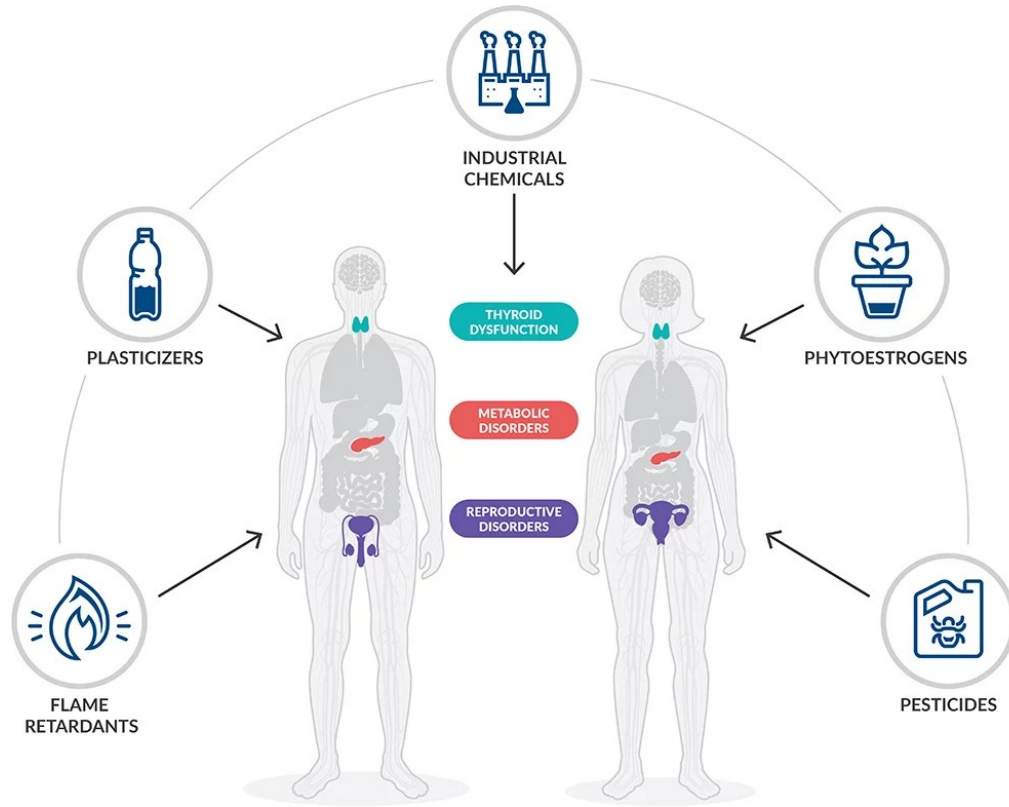 INDUSTRIAL
CHEMICALS
PLASTICIZERS
PHYTOESTROGENS
THYROID
DYSFUNCTION
METABOLIC
DISORDERS
REPRODUCTIVE
DISORDERS
FLAME
RETARDANTS
PESTICIDES